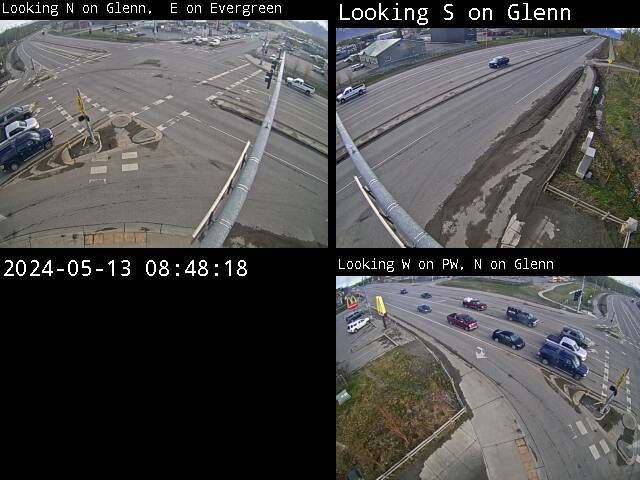 Looking N on Glenn,  E on Evergreen
Looking S on Glenn
2024-05-13 08:48:18
Looking W on PW, N on Glenn